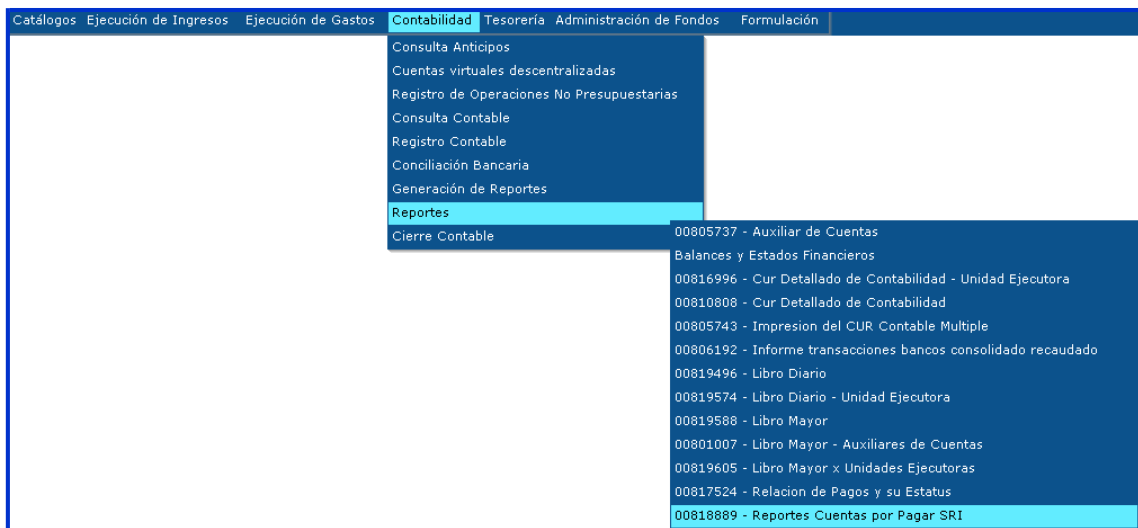 Catálogos Ejecución de Ingresos Ejecución de Gastos Contabilidad Tesorería Administración de Fondos Formulación
Consulta Anticipos
Cuentas virtuales descentralizadas
Registro de Operaciones No Presupuestarias
Consulta Contable
Registro Contable
Conciliación Bancaria
Generación de Reportes
Reportes
Cierre Contable
00805737 - Auxiliar de Cuentas
Balances y Estados Financieros
00816996 - Cur Detallado de Contabilidad - Unidad Ejecutora
00810808 - Cur Detallado de Contabilidad
00805743 - Impresion del CUR Contable Multiple
00806192 - Informe transacciones bancos consolidado recaudado
00819496 - Libro Diario
00819574 - Libro Diario - Unidad Ejecutora
00819588 - Libro Mayor
00801007 - Libro Mayor - Auxiliares de Cuentas
00819605 - Libro Mayor x Unidades Ejecutoras
00817524 - Relacion de Pagos y su Estatus
00818889 - Reportes Cuentas por Pagar SRI